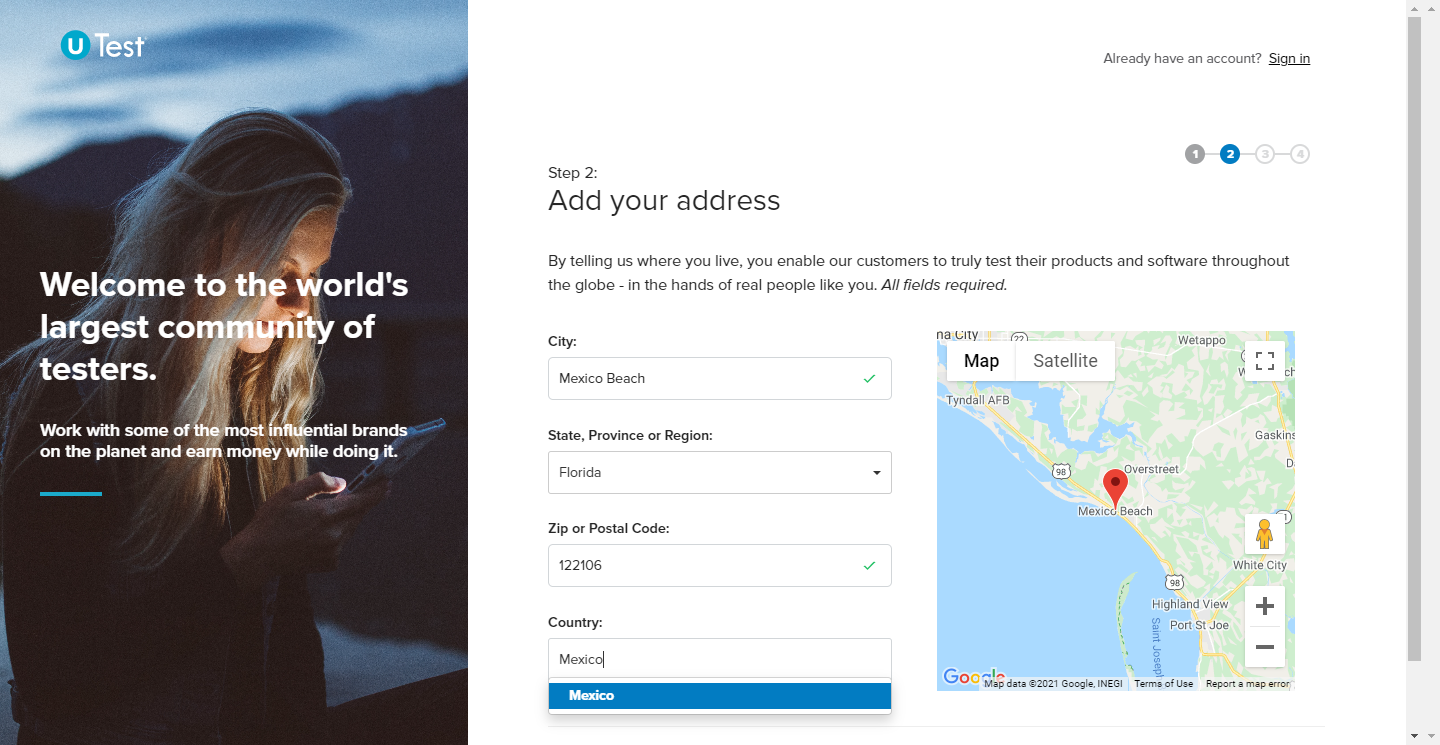 U Test
Already have an account? Sign in
1 2 3 4
Step 2:
Add your address
By telling us where you live, you enable our customers to truly test their products and software throughout
the globe - in the hands of real people like you. All fields required.
Welcome to the world's
largest community of
testers.
Work with some of the most influential brands
on the planet and earn money while doing it.
City:
Mexico Beach
State, Province or Region:
Florida
Zip or Postal Code:
122106
Country:
Mexico
Mexico
na City
22
Wetappo
Map
Satellite
Tyndall AFB
Gaskins
98
Overstreet
Mexico Beach
White City
98
Highland View
Port St Joe
Saint Joseph
Google
Map data ©2021 Google, INEGI
Terms of Use
Report a map error